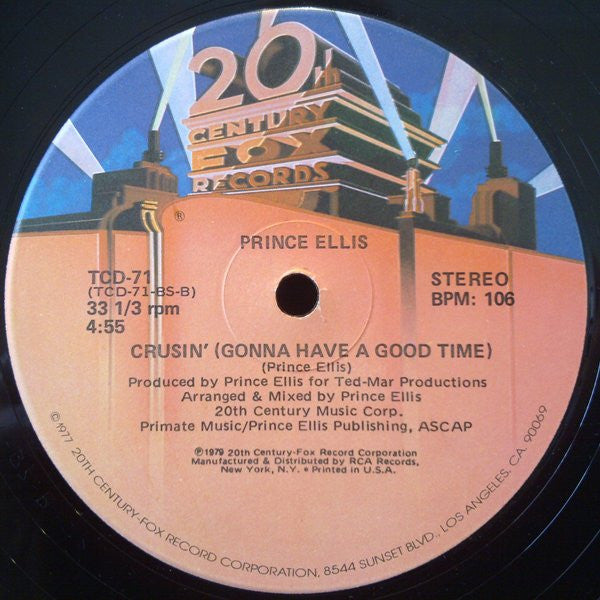 20th
CENTURY
FOX
RECORDS
®
PRINCE ELLIS
TCD-71
(TCD-71-BS-B)
33 1/3 rpm
4:55
STEREO
BPM: 106
CRUSIN' (GONNA HAVE A GOOD TIME)
(Prince Ellis)
Produced by Prince Ellis for Ted-Mar Productions
Arranged & Mixed by Prince Ellis
20th Century Music Corp.
Primate Music/Prince Ellis Publishing, ASCAP
℗1979 20th Century-Fox Record Corporation
Manufactured & Distributed by RCA Records,
New York, N.Y. • Printed in U.S.A.
©1977 20TH CENTURY-FOX RECORD CORPORATION, 8544 SUNSET BLVD., LOS ANGELES, CA. 90069